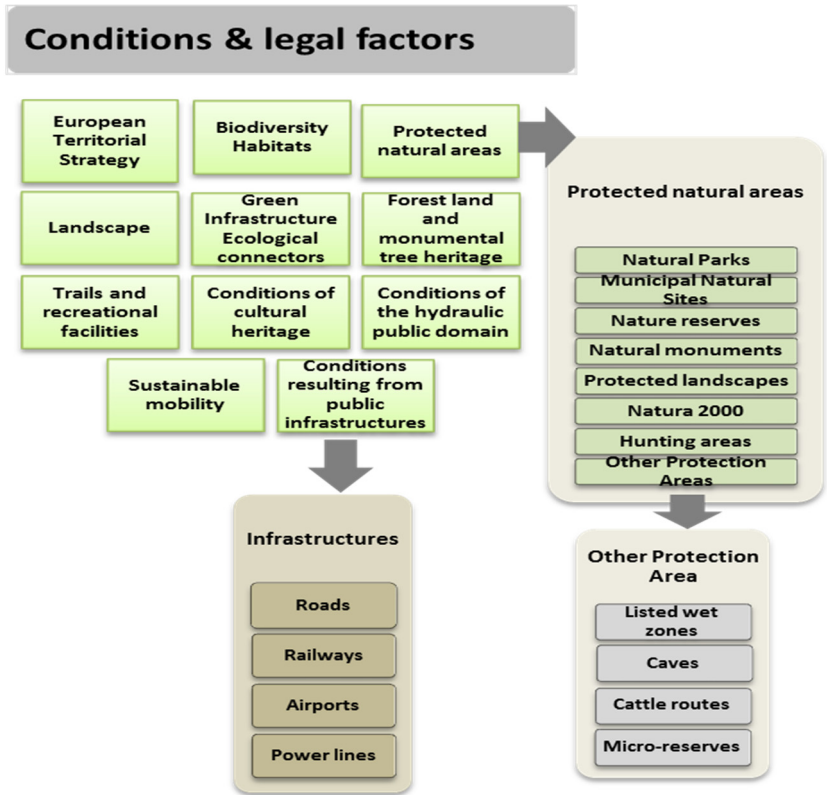 Conditions & legal factors
European
Territorial
Strategy
Biodiversity
Habitats
Protected
natural areas
Landscape
Green
Infrastructure
Ecological
connectors
Forest land
and
monumental
tree heritage
Trails and
recreational
facilities
Conditions of
cultural
heritage
Conditions of
the hydraulic
public domain
Sustainable
mobility
Conditions
resulting from
public
infrastructures
Protected natural areas
Natural Parks
Municipal Natural
Sites
Nature reserves
Natural monuments
Protected landscapes
Natura 2000
Hunting areas
Other Protection
Areas
Infrastructures
Roads
Railways
Airports
Power lines
Other Protection
Area
Listed wet
zones
Caves
Cattle routes
Micro-reserves